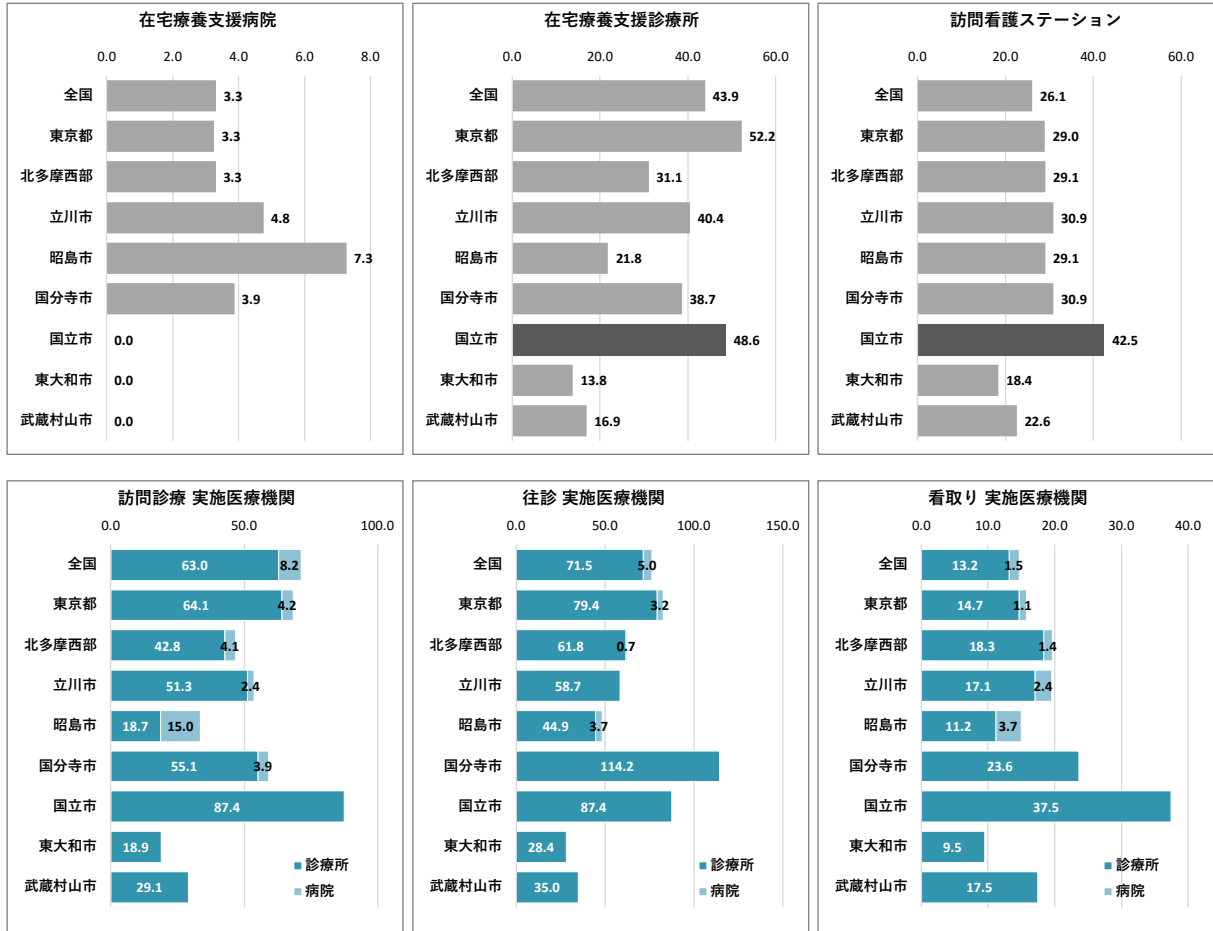 在宅療養支援病院
0.0 2.0 4.0 6.0 8.0
全国 3.3
東京都 3.3
北多摩西部 3.3
立川市 4.8
昭島市 7.3
国分寺市 3.9
国立市 0.0
東大和市 0.0
武蔵村山市 0.0
在宅療養支援診療所
0.0 20.0 40.0 60.0
全国 43.9
東京都 52.2
北多摩西部 31.1
立川市 40.4
昭島市 21.8
国分寺市 38.7
国立市 48.6
東大和市 13.8
武蔵村山市 16.9
訪問看護ステーション
0.0 20.0 40.0 60.0
全国 26.1
東京都 29.0
北多摩西部 29.1
立川市 30.9
昭島市 29.1
国分寺市 30.9
国立市 42.5
東大和市 18.4
武蔵村山市 22.6
訪問診療 実施医療機関
0.0 50.0 100.0
全国 63.0 8.2
東京都 64.1 4.2
北多摩西部 42.8 4.1
立川市 51.3 2.4
昭島市 18.7 15.0
国分寺市 55.1 3.9
国立市 87.4
東大和市 18.9
武蔵村山市 29.1
診療所
病院
往診 実施医療機関
0.0 50.0 100.0 150.0
全国 71.5 5.0
東京都 79.4 3.2
北多摩西部 61.8 0.7
立川市 58.7
昭島市 44.9 3.7
国分寺市 114.2
国立市 87.4
東大和市 28.4
武蔵村山市 35.0
診療所
病院
看取り 実施医療機関
0.0 10.0 20.0 30.0 40.0
全国 13.2 1.5
東京都 14.7 1.1
北多摩西部 18.3 1.4
立川市 17.1 2.4
昭島市 11.2 3.7
国分寺市 23.6
国立市 37.5
東大和市 9.5
武蔵村山市 17.5
診療所
病院